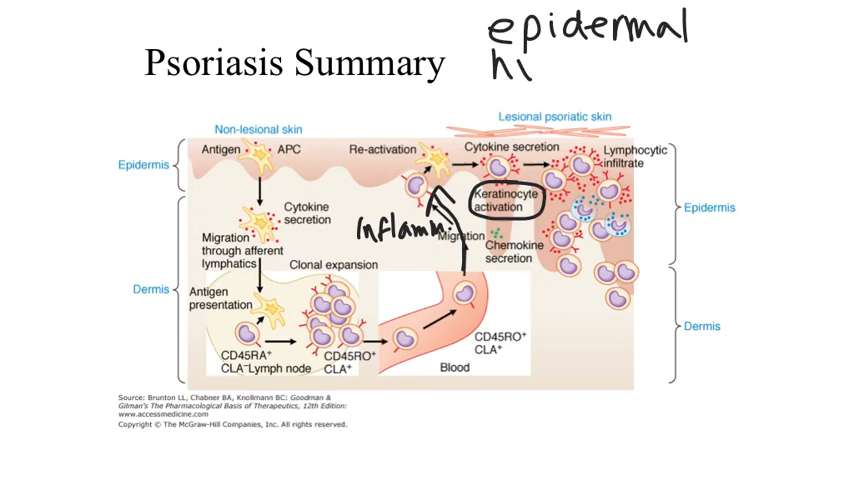 epidermal
Psoriasis Summary
Lesional psoriatic skin
Non-lesional skin
Antigen
APC
Re-activation
Cytokine secretion
Lymphocytic
infiltrate
Epidermis
Keratinocyte
activation
Cytokine
secretion
Epidermis
Inflamm
Migration
Migration
through afferent
lymphatics
Chemokine
secretion
Clonal expansion
Dermis
Antigen
presentation
Dermis
CD45RO+
CLA+
CD45RA+
CLA– Lymph node
CD45RO+
CLA+
Blood
Source: Brunton LL, Chabner BA, Knollmann BC: Goodman &
Gilman's The Pharmacological Basis of Therapeutics, 12th Edition:
www.accessmedicine.com
Copyright © The McGraw-Hill Companies, Inc. All rights reserved.